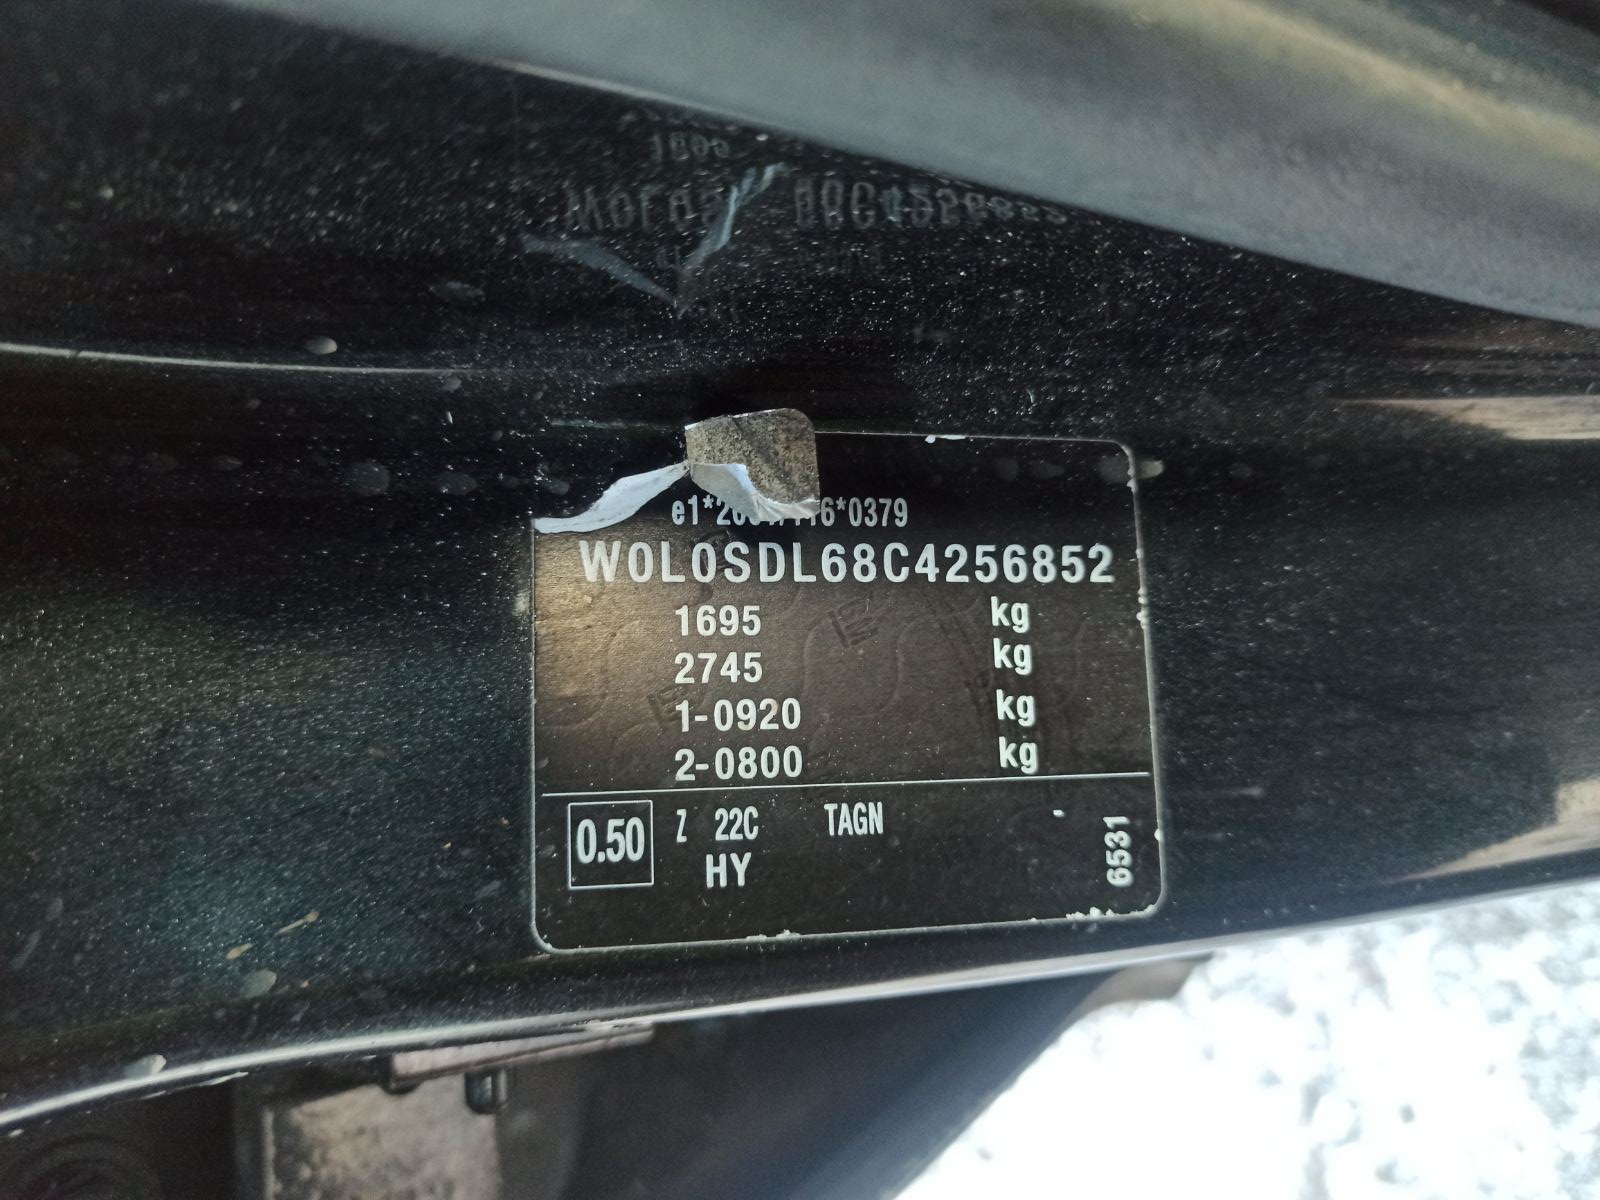 e1*2001/116*0379
W0L0SDL68C4256852
1695 kg
2745 kg
1-0920 kg
2-0800 kg
0.50 Z 22C TAGN -
HY
6531